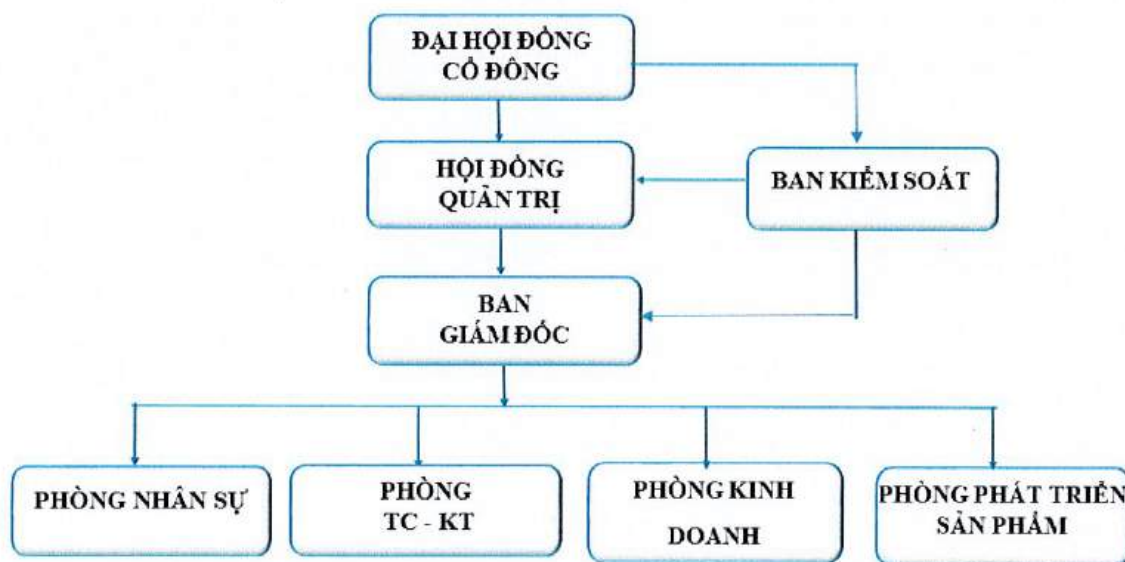 ĐẠI HỘI ĐỒNG
CỔ ĐÔNG
HỘI ĐỒNG
QUẢN TRỊ
BAN KIỂM SOÁT
BAN
GIÁM ĐỐC
PHÒNG NHÂN SỰ
PHÒNG
TC - KT
PHÒNG KINH
DOANH
PHÒNG PHÁT TRIỂN
SẢN PHẨM